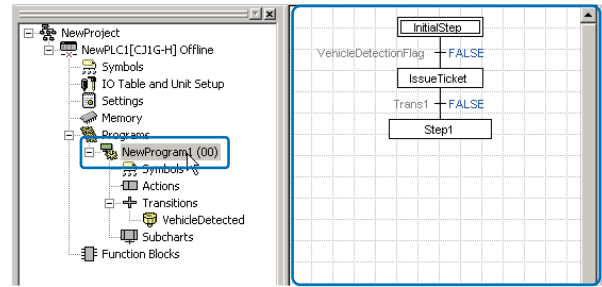 NewProject
NewPLC1[CJ1G-H] Offline
Symbols
IO Table and Unit Setup
Settings
Memory
Programs
NewProgram1 (00)
Symbols
Actions
Transitions
VehicleDetected
Subcharts
Function Blocks
InitialStep
VehicleDetectionFlag FALSE
IssueTicket
Trans1 FALSE
Step1